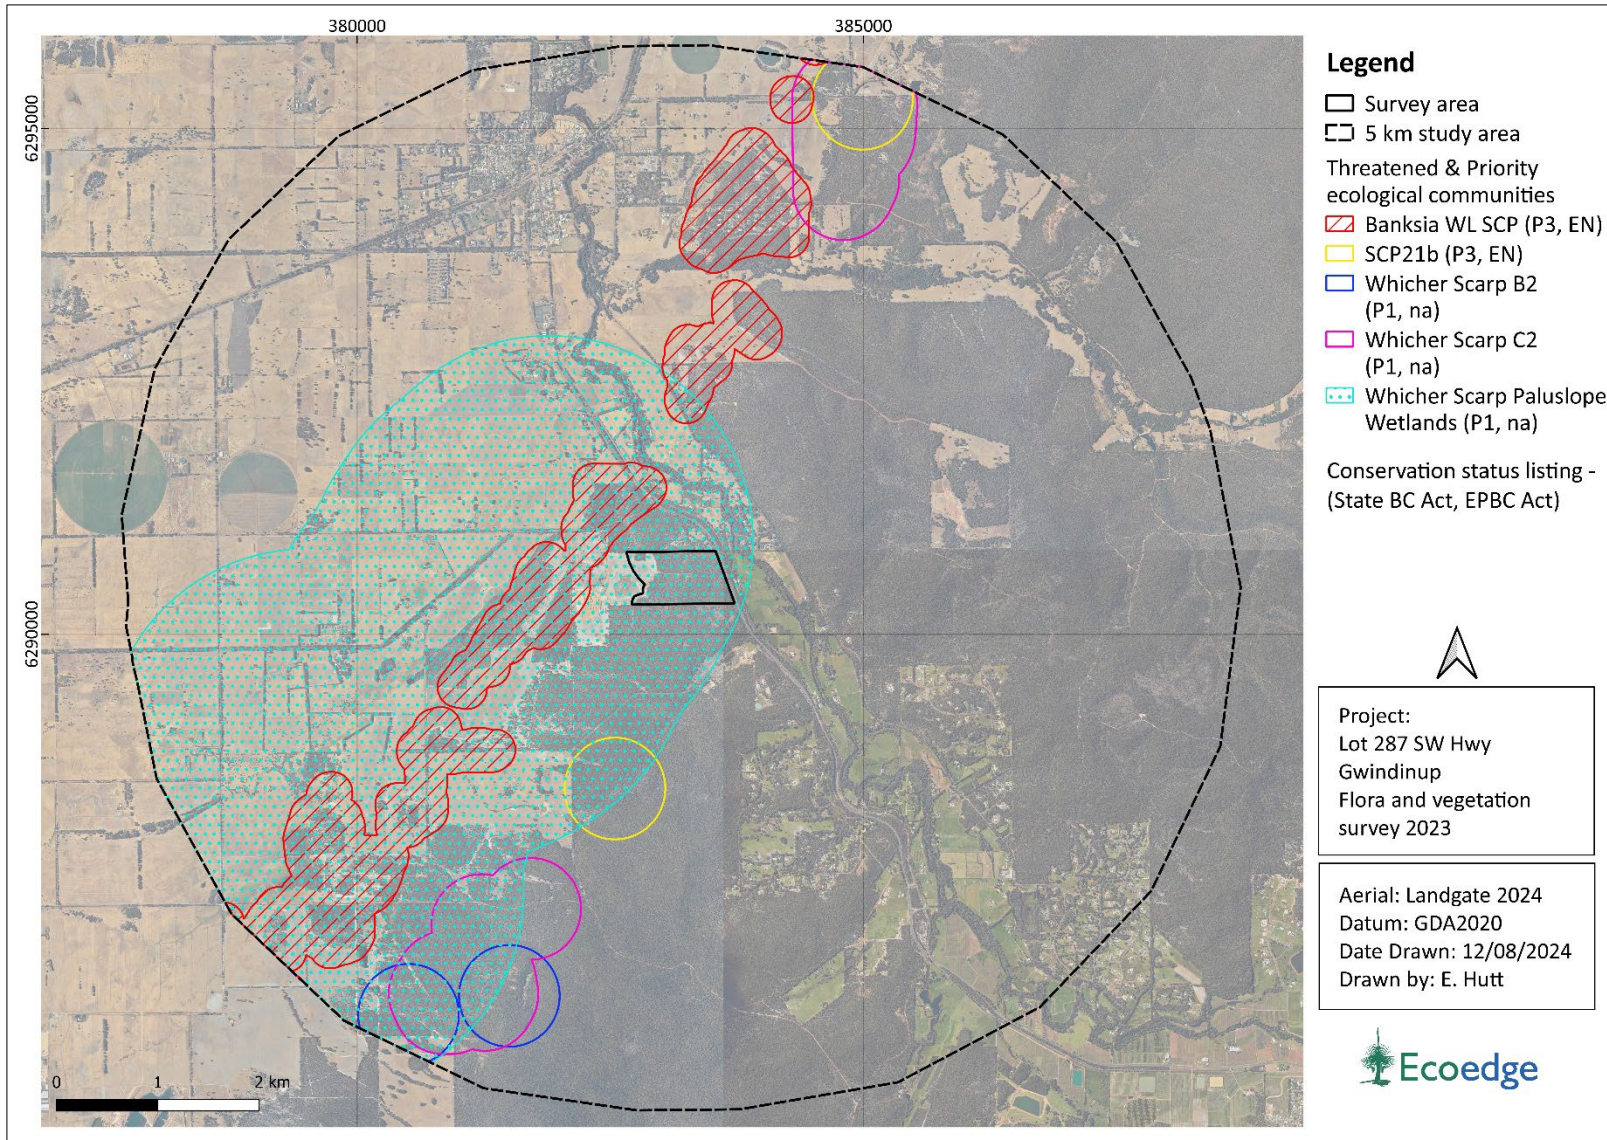 380000
385000
6295000
6290000
0 1 2 km
Legend
Survey area
5 km study area
Threatened & Priority
ecological communities
Banksia WL SCP (P3, EN)
SCP21b (P3, EN)
Whicher Scarp B2
(P1, na)
Whicher Scarp C2
(P1, na)
Whicher Scarp Paluslope
Wetlands (P1, na)
Conservation status listing -
(State BC Act, EPBC Act)
Project:
Lot 287 SW Hwy
Gwindinup
Flora and vegetation
survey 2023
Aerial: Landgate 2024
Datum: GDA2020
Date Drawn: 12/08/2024
Drawn by: E. Hutt
Ecoedge